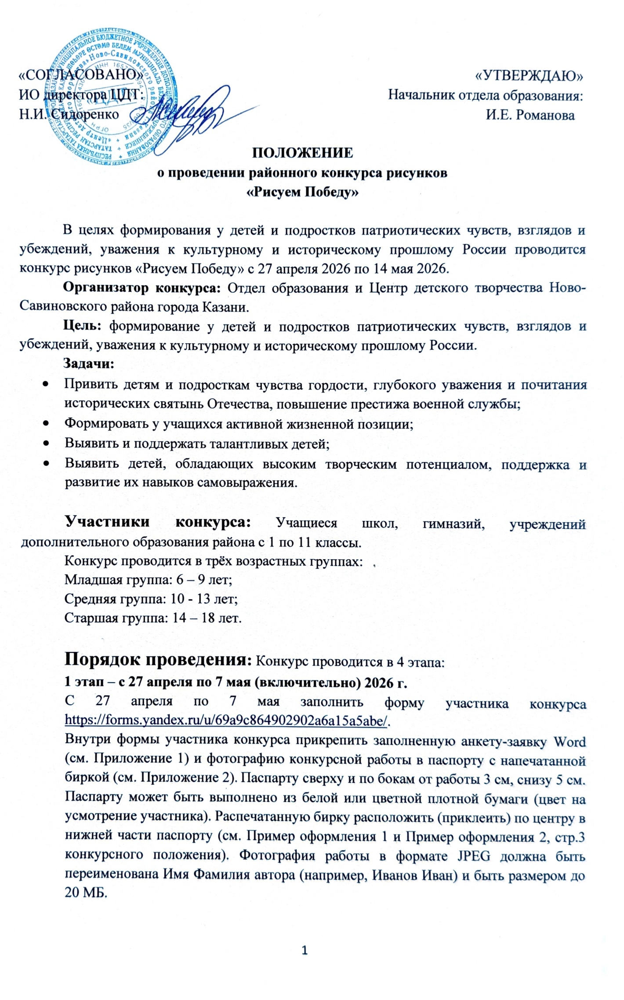 «СОГЛАСОВАНО»
«УТВЕРЖДАЮ»
ИО директора ЦДТ:
Начальник отдела образования:
Н.И. Сидоренко
И.Е. Романова
«ЦДТ»
ПОЛОЖЕНИЕ
о проведении районного конкурса рисунков
«Рисуем Победу»
В целях формирования у детей и подростков патриотических чувств, взглядов и
убеждений, уважения к культурному и историческому прошлому России проводится
конкурс рисунков «Рисуем Победу» с 27 апреля 2026 по 14 мая 2026.
Организатор конкурса: Отдел образования и Центр детского творчества Ново-
Савиновского района города Казани.
Цель: формирование у детей и подростков патриотических чувств, взглядов и
убеждений, уважения к культурному и историческому прошлому России.
Задачи:
• Привить детям и подросткам чувства гордости, глубокого уважения и почитания
исторических святынь Отечества, повышение престижа военной службы;
• Формировать у учащихся активной жизненной позиции;
• Выявить и поддержать талантливых детей;
• Выявить детей, обладающих высоким творческим потенциалом, поддержка и
развитие их навыков самовыражения.
Участники конкурса: Учащиеся школ, гимназий, учреждений
дополнительного образования района с 1 по 11 классы.
Конкурс проводится в трёх возрастных группах:
Младшая группа: 6 – 9 лет;
Средняя группа: 10 - 13 лет;
Старшая группа: 14 – 18 лет.
Порядок проведения: Конкурс проводится в 4 этапа:
1 этап – с 27 апреля по 7 мая (включительно) 2026 г.
С 27 апреля по 7 мая заполнить форму участника конкурса
https://forms.yandex.ru/u/69a9c864902902a6a15a5abe/.
Внутри формы участника конкурса прикрепить заполненную анкету-заявку Word
(см. Приложение 1) и фотографию конкурсной работы в паспорту с напечатанной
биркой (см. Приложение 2). Паспарту сверху и по бокам от работы 3 см, снизу 5 см.
Паспарту может быть выполнено из белой или цветной плотной бумаги (цвет на
усмотрение участника). Распечатанную бирку расположить (приклеить) по центру в
нижней части паспорту (см. Пример оформления 1 и Пример оформления 2, стр.3
конкурсного положения). Фотография работы в формате JPEG должна быть
переименована Имя Фамилия автора (например, Иванов Иван) и быть размером до
20 МБ.
1